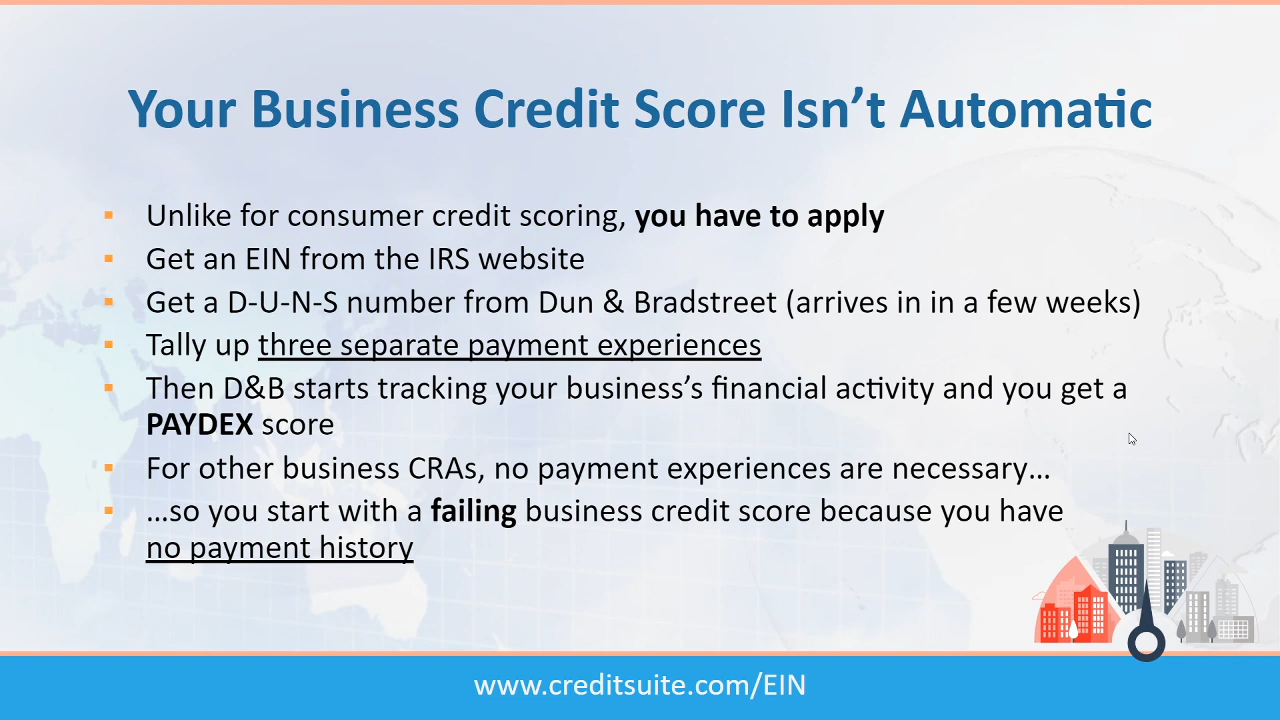 Your Business Credit Score Isn’t Automatic
Unlike for consumer credit scoring, you have to apply
Get an EIN from the IRS website
Get a D-U-N-S number from Dun & Bradstreet (arrives in in a few weeks)
Tally up three separate payment experiences
Then D&B starts tracking your business’s financial activity and you get a
PAYDEX score
For other business CRAs, no payment experiences are necessary…
…so you start with a failing business credit score because you have
no payment history
www.creditsuite.com/EIN